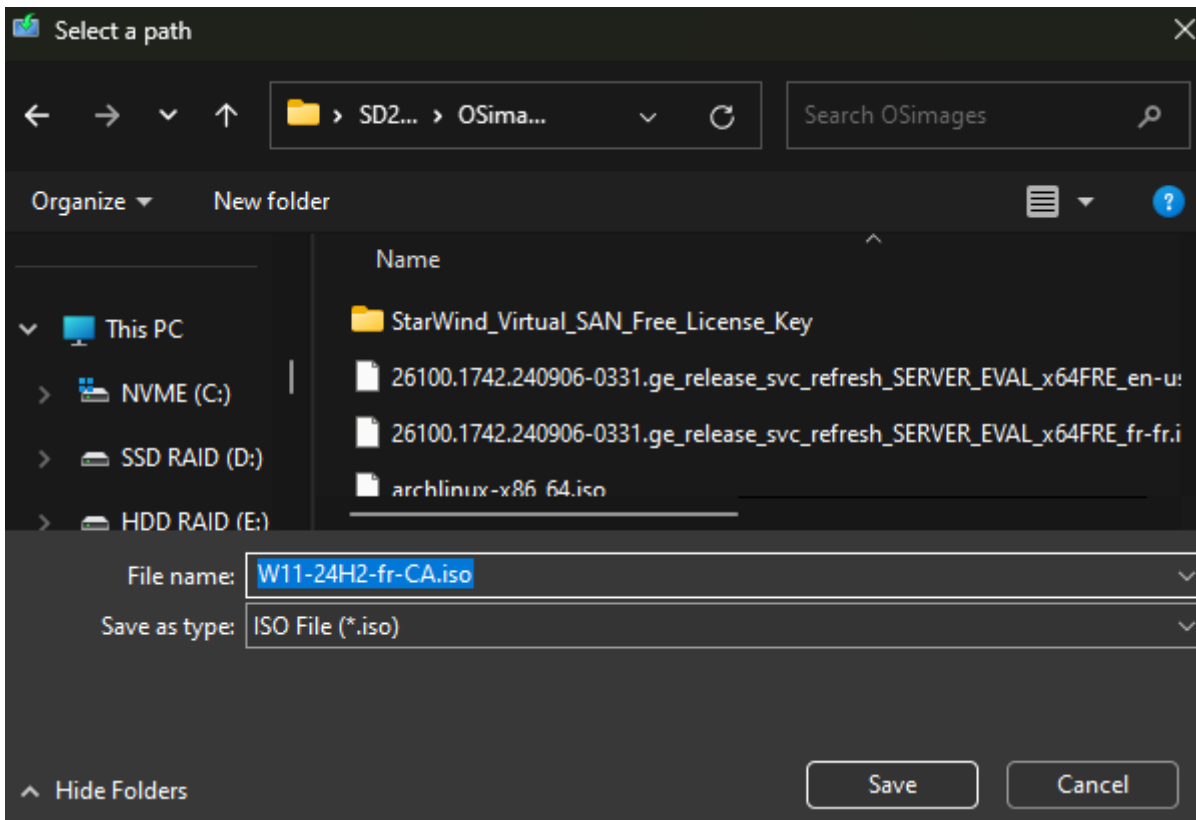 Select a path
SD2... > OSima...
Search OSimages
Organize
New folder
Name
This PC
NVME (C:)
SSD RAID (D:)
HDD RAID (E:)
StarWind_Virtual_SAN_Free_License_Key
26100.1742.240906-0331.ge_release_svc_refresh_SERVER_EVAL_x64FRE_en-us
26100.1742.240906-0331.ge_release_svc_refresh_SERVER_EVAL_x64FRE_fr-fr.i
archlinux-x86_64.iso
File name: W11-24H2-fr-CA.iso
Save as type: ISO File (*.iso)
Hide Folders
Save
Cancel